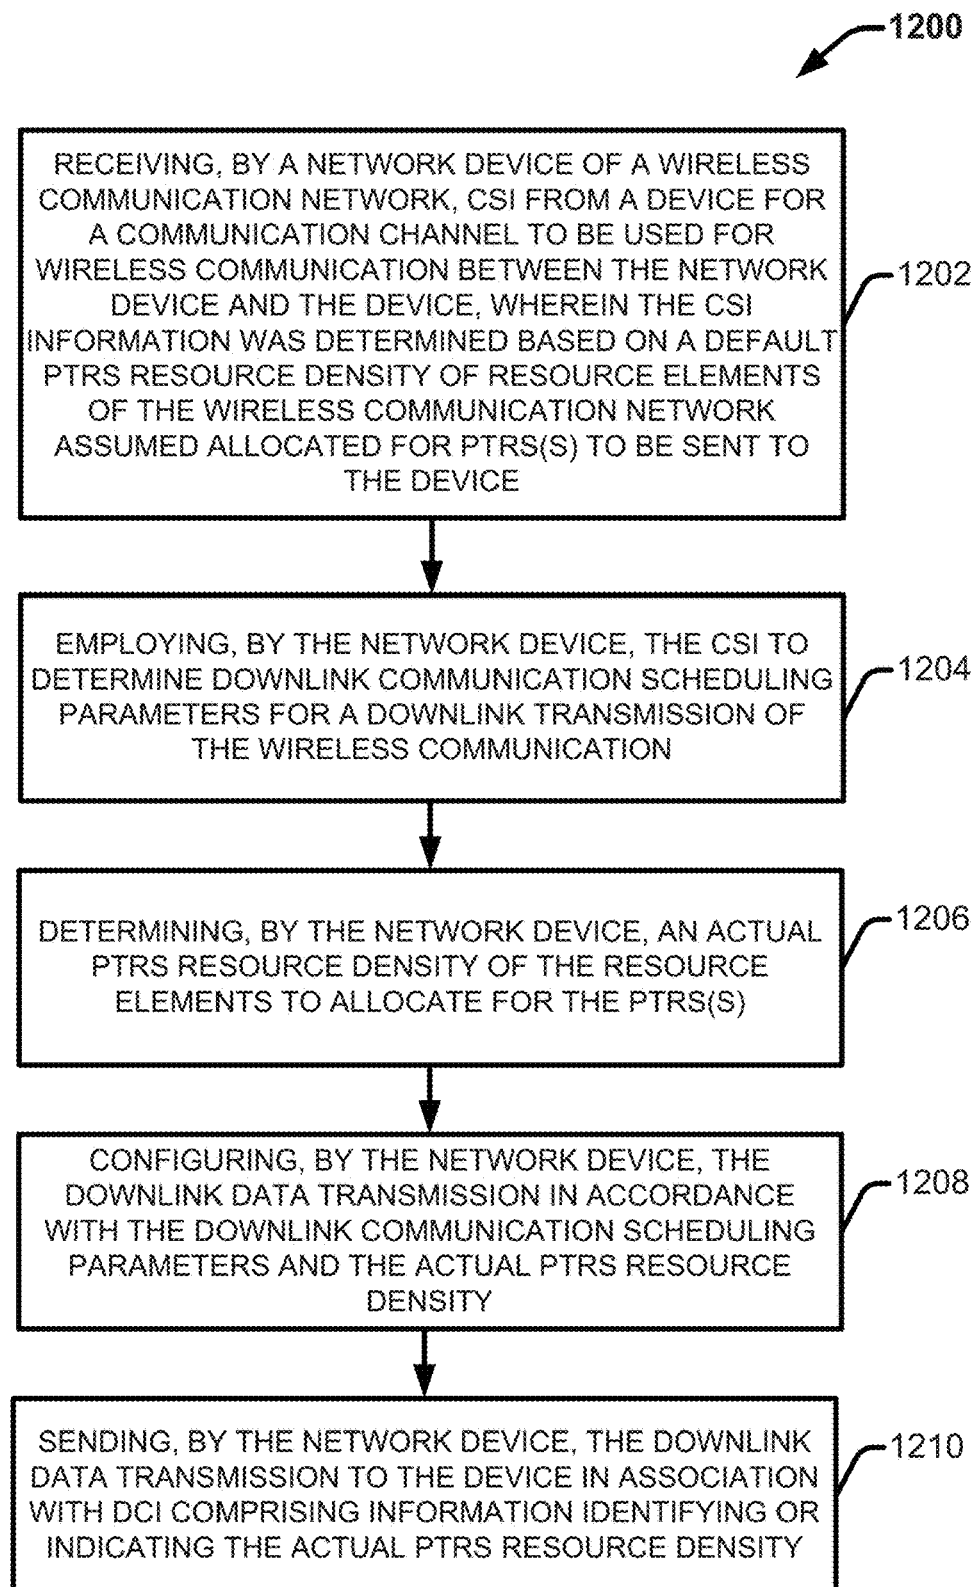 1200
RECEIVING, BY A NETWORK DEVICE OF A WIRELESS
COMMUNICATION NETWORK, CSI FROM A DEVICE FOR
A COMMUNICATION CHANNEL TO BE USED FOR
WIRELESS COMMUNICATION BETWEEN THE NETWORK
DEVICE AND THE DEVICE, WHEREIN THE CSI
INFORMATION WAS DETERMINED BASED ON A DEFAULT
PTRS RESOURCE DENSITY OF RESOURCE ELEMENTS
OF THE WIRELESS COMMUNICATION NETWORK
ASSUMED ALLOCATED FOR PTRS(S) TO BE SENT TO
THE DEVICE
1202
EMPLOYING, BY THE NETWORK DEVICE, THE CSI TO
DETERMINE DOWNLINK COMMUNICATION SCHEDULING
PARAMETERS FOR A DOWNLINK TRANSMISSION OF
THE WIRELESS COMMUNICATION
1204
DETERMINING, BY THE NETWORK DEVICE, AN ACTUAL
PTRS RESOURCE DENSITY OF THE RESOURCE
ELEMENTS TO ALLOCATE FOR THE PTRS(S)
1206
CONFIGURING, BY THE NETWORK DEVICE, THE
DOWNLINK DATA TRANSMISSION IN ACCORDANCE
WITH THE DOWNLINK COMMUNICATION SCHEDULING
PARAMETERS AND THE ACTUAL PTRS RESOURCE
DENSITY
1208
SENDING, BY THE NETWORK DEVICE, THE DOWNLINK
DATA TRANSMISSION TO THE DEVICE IN ASSOCIATION
WITH DCI COMPRISING INFORMATION IDENTIFYING OR
INDICATING THE ACTUAL PTRS RESOURCE DENSITY
1210